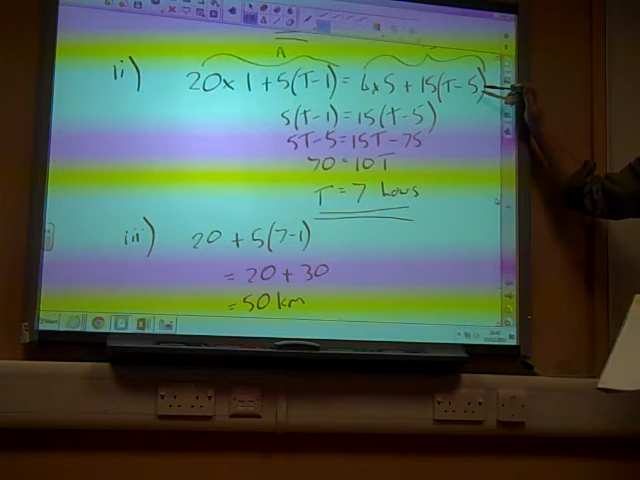 A
ii) 20 x 1 + 5(T-1) = 4x5 + 15(T-5)
5(T-1) = 15(T-5)
5T-5 = 15T-75
70 = 10T
T = 7 hours
iii) 20 + 5(7-1)
= 20 + 30
= 50 km